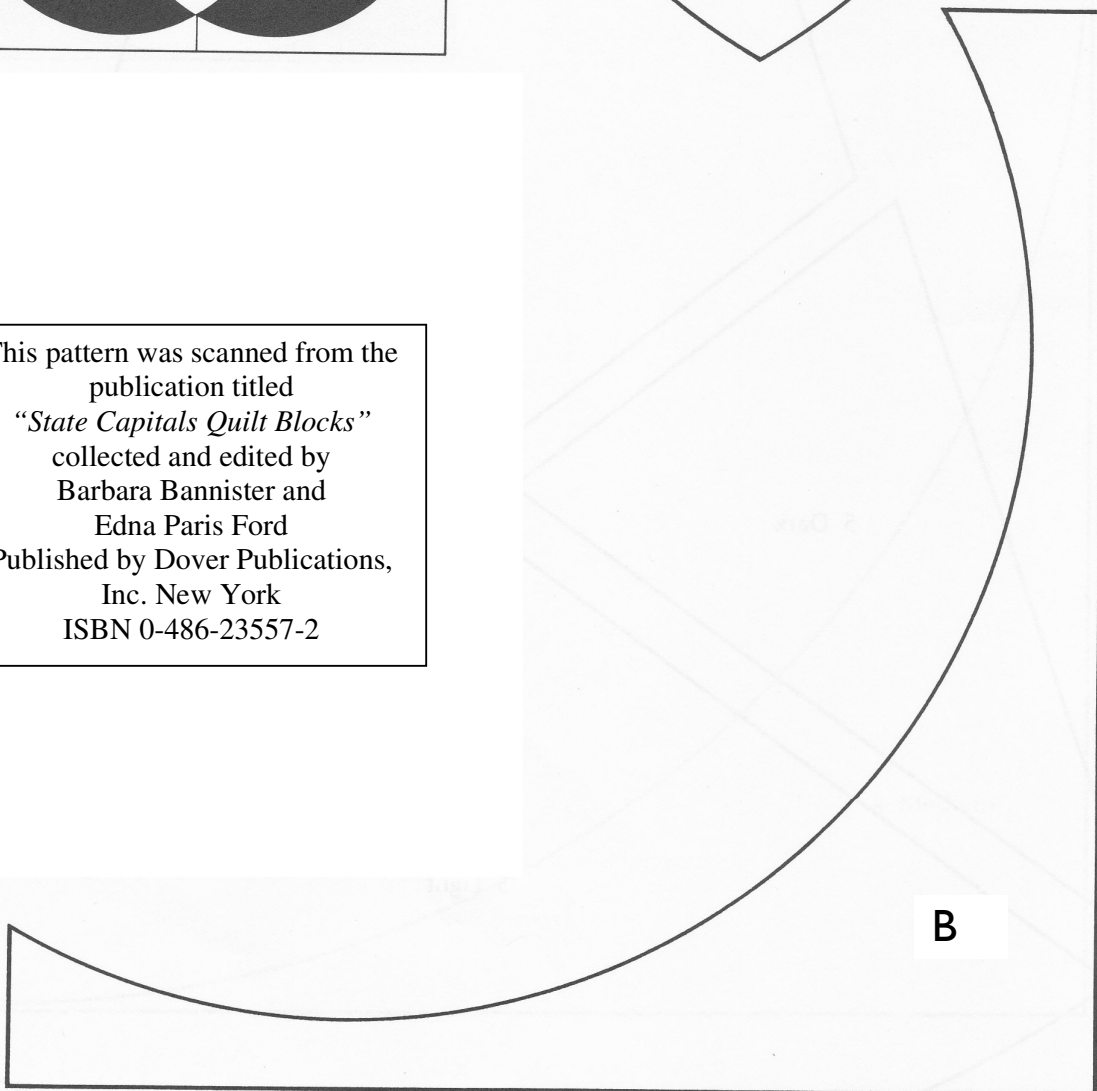 This pattern was scanned from the
publication titled
“State Capitals Quilt Blocks”
collected and edited by
Barbara Bannister and
Edna Paris Ford
Published by Dover Publications,
Inc. New York
ISBN 0-486-23557-2
B